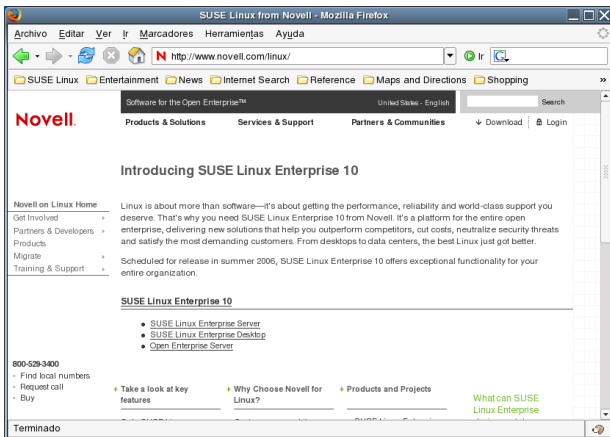 SUSE Linux from Novell - Mozilla Firefox
Archivo Editar Ver Ir Marcadores Herramientas Ayuda
N http://www.novell.com/linux/ Ir G
SUSE Linux Entertainment News Internet Search Reference Maps and Directions Shopping »
Software for the Open Enterprise™ United States - English Search
Novell.
Products & Solutions Services & Support Partners & Communities Download Login
Introducing SUSE Linux Enterprise 10
Novell on Linux Home
Get Involved
Partners & Developers
Products
Migrate
Training & Support
Linux is about more than software—it's about getting the performance, reliability and world-class support you
deserve. That's why you need SUSE Linux Enterprise 10 from Novell. It's a platform for the entire open
enterprise, delivering new solutions that help you outperform competitors, cut costs, neutralize security threats
and satisfy the most demanding customers. From desktops to data centers, the best Linux just got better.
Scheduled for release in summer 2006, SUSE Linux Enterprise 10 offers exceptional functionality for your
entire organization.
SUSE Linux Enterprise 10
SUSE Linux Enterprise Server
SUSE Linux Enterprise Desktop
Open Enterprise Server
800-529-3400
- Find local numbers
- Request call
- Buy
+ Take a look at key
features
+ Why Choose Novell for
Linux?
+ Products and Projects
What can SUSE
Linux Enterprise
Terminado